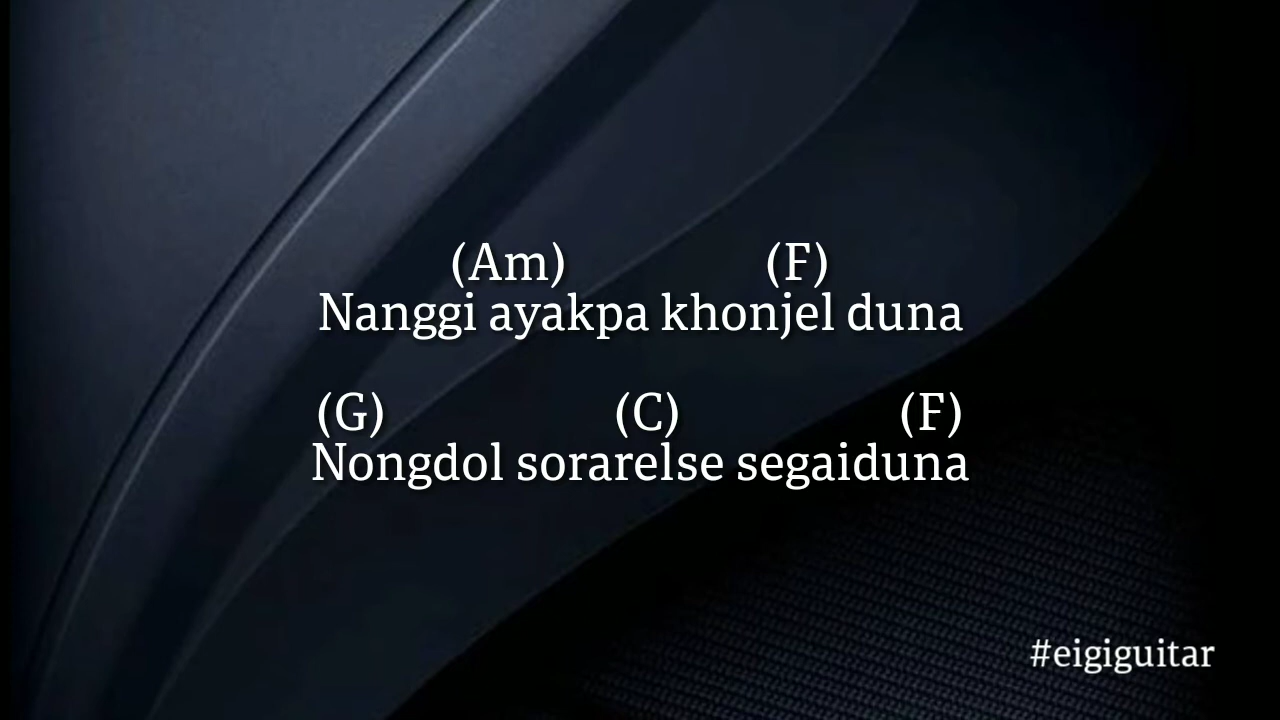 (Am) (F)
Nanggi ayakpa khonjel duna
(G) (C) (F)
Nongdol sorarelse segaiduna
#eigiguitar